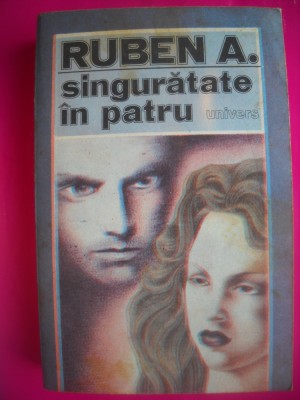 RUBEN A.
singurătate
în patru univers